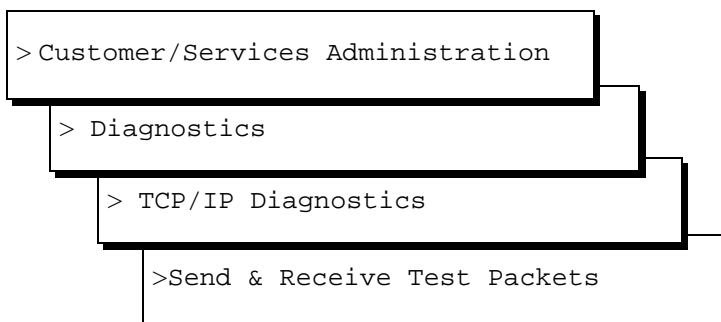 > Customer/Services Administration
> Diagnostics
> TCP/IP Diagnostics
>Send & Receive Test Packets